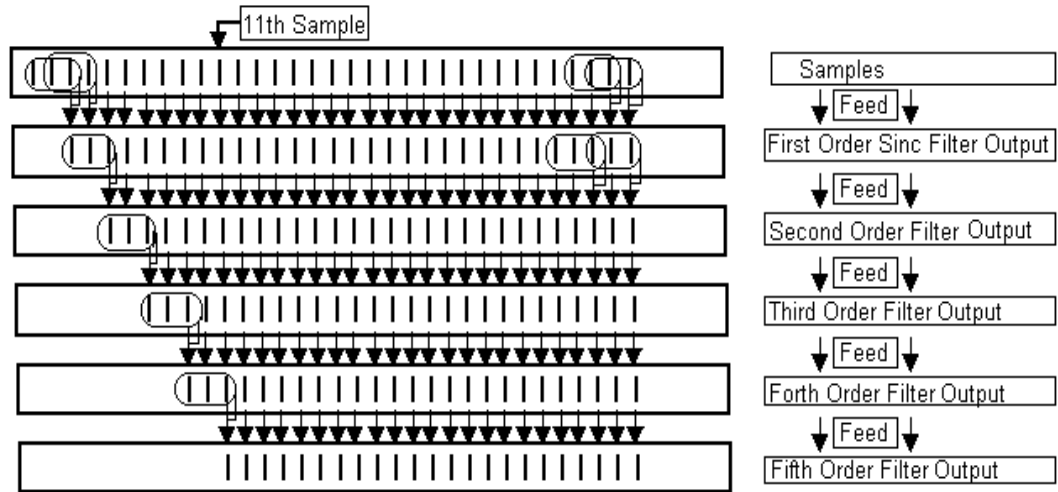 11th Sample
Samples
Feed
First Order Sinc Filter Output
Feed
Second Order Filter Output
Feed
Third Order Filter Output
Feed
Forth Order Filter Output
Feed
Fifth Order Filter Output